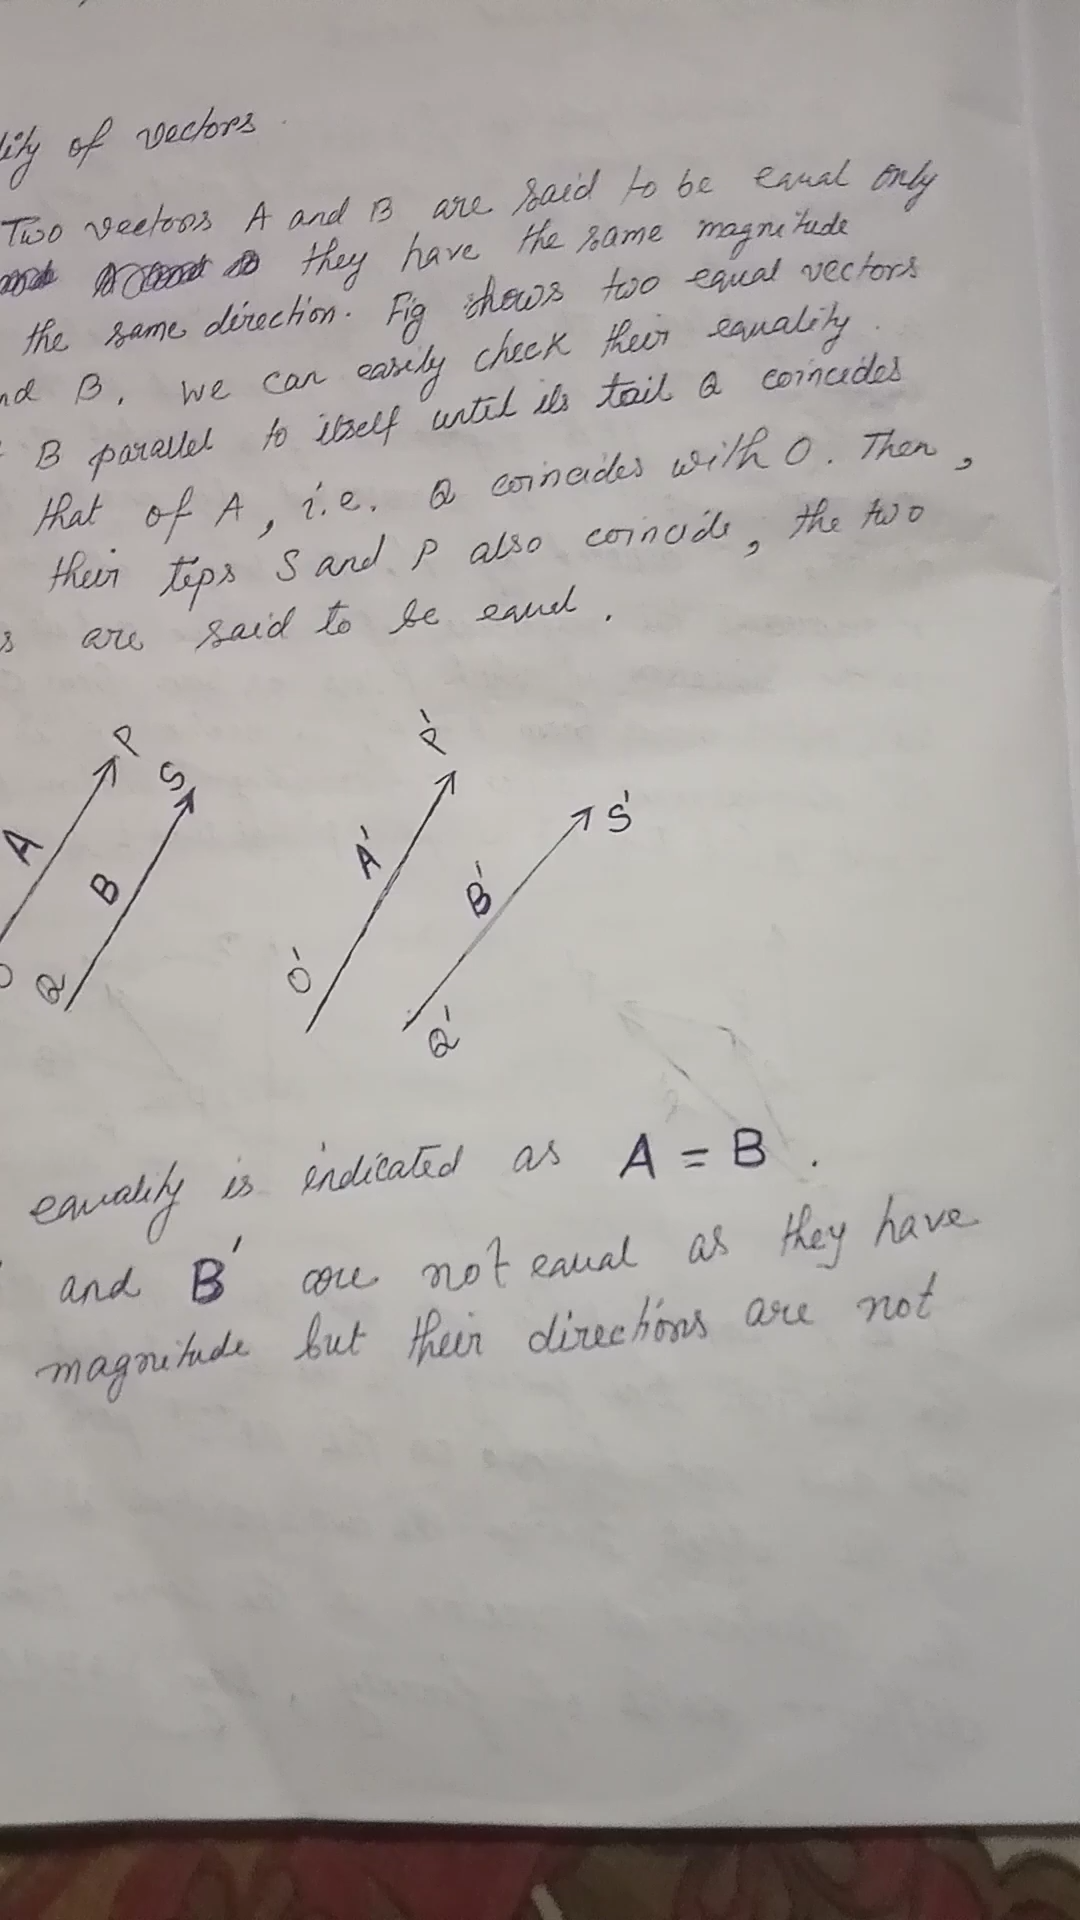 lity of vectors
Two vectors A and B are said to be equal only
they have the same magnitude
the same direction. Fig shows two equal vectors
nd B. we can easily check their equality.
B parallel to itself until its tail Q coincides
that of A, i.e. Q coincides with O. Then,
their tips S and P also coincide, the two
s are said to be equal.
P
S
A
B
O
Q
P'
S'
A'
B'
O'
Q'
equality is indicated as A = B.
' and B' are not equal as they have
magnitude but their directions are not